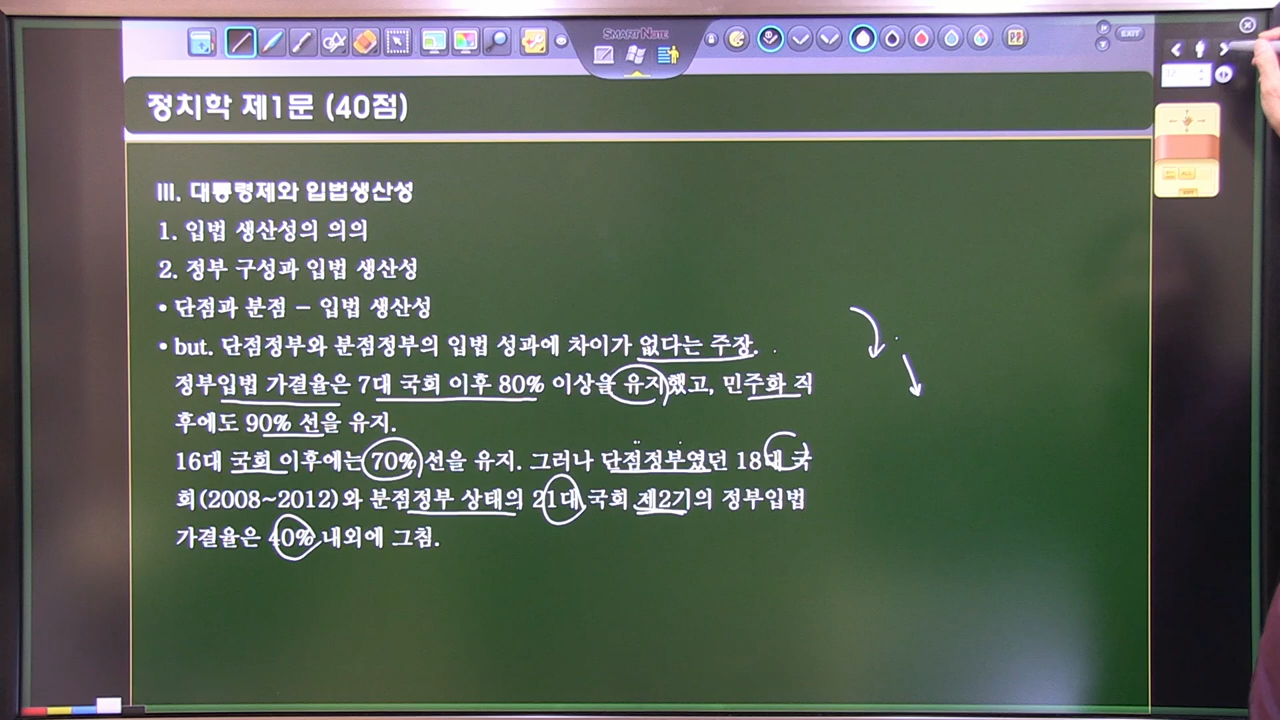 SMART NOTE
EXIT
정치학 제1문 (40점)
III. 대통령제와 입법생산성
1. 입법 생산성의 의의
2. 정부 구성과 입법 생산성
• 단점과 분점 – 입법 생산성
• but. 단점정부와 분점정부의 입법 성과에 차이가 없다는 주장.
정부입법 가결율은 7대 국회 이후 80% 이상을 유지했고, 민주화 직
후에도 90% 선을 유지.
16대 국회 이후에는 70% 선을 유지. 그러나 단점정부였던 18대 국
회(2008~2012)와 분점정부 상태의 21대 국회 제2기의 정부입법
가결율은 40% 내외에 그침.